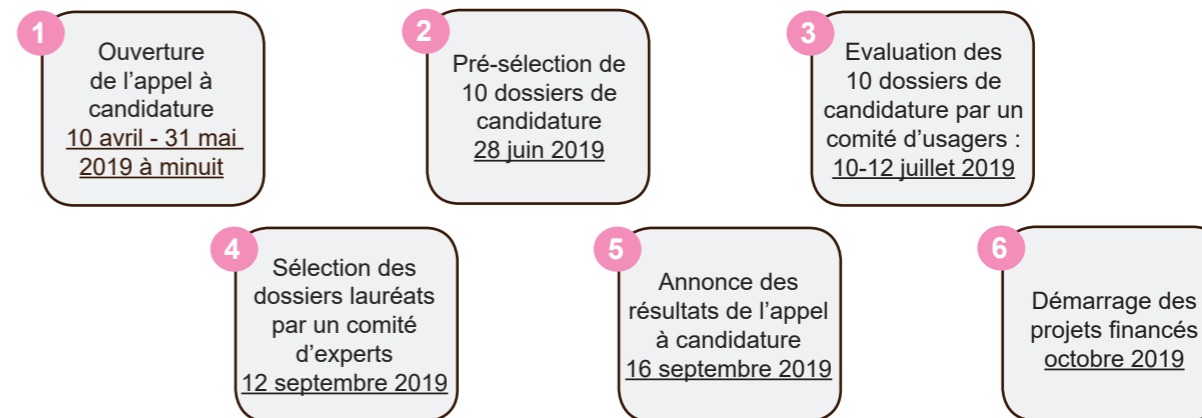 1
Ouverture
de l'appel à
candidature
10 avril - 31 mai
2019 à minuit
2
Pré-sélection de
10 dossiers de
candidature
28 juin 2019
3
Evaluation des
10 dossiers de
candidature par un
comité d'usagers :
10-12 juillet 2019
4
Sélection des
dossiers lauréats
par un comité
d'experts
12 septembre 2019
5
Annonce des
résultats de l'appel
à candidature
16 septembre 2019
6
Démarrage des
projets financés
octobre 2019